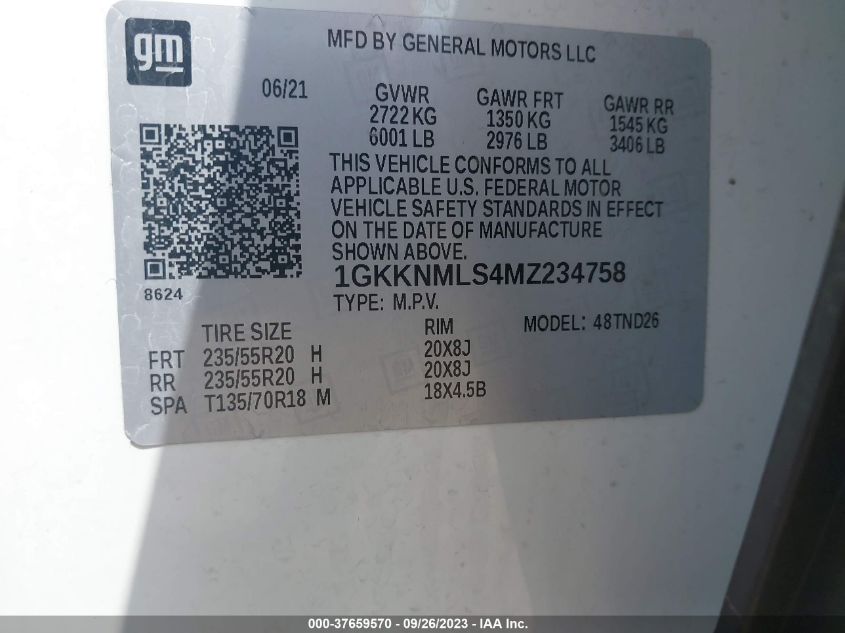 gm
MFD BY GENERAL MOTORS LLC
06/21
GVWR GAWR FRT GAWR RR
2722 KG 1350 KG 1545 KG
6001 LB 2976 LB 3406 LB
THIS VEHICLE CONFORMS TO ALL
APPLICABLE U.S. FEDERAL MOTOR
VEHICLE SAFETY STANDARDS IN EFFECT
ON THE DATE OF MANUFACTURE
SHOWN ABOVE.
1GKKNMLS4MZ234758
8624
TYPE: M.P.V.
MODEL: 48TND26
TIRE SIZE RIM
FRT 235/55R20 H 20X8J
RR 235/55R20 H 20X8J
SPA T135/70R18 M 18X4.5B
000-37659570 - 09/26/2023 - IAA Inc.